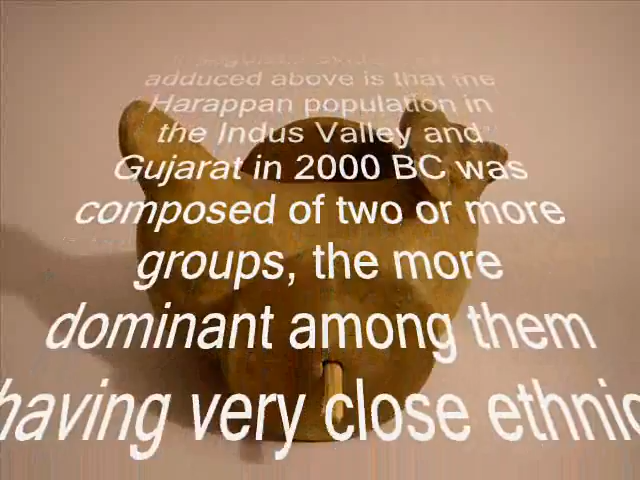 adduced above is that the
Harappan population in
the Indus Valley and
Gujarat in 2000 BC was
composed of two or more
groups, the more
dominant among them
having very close ethnic